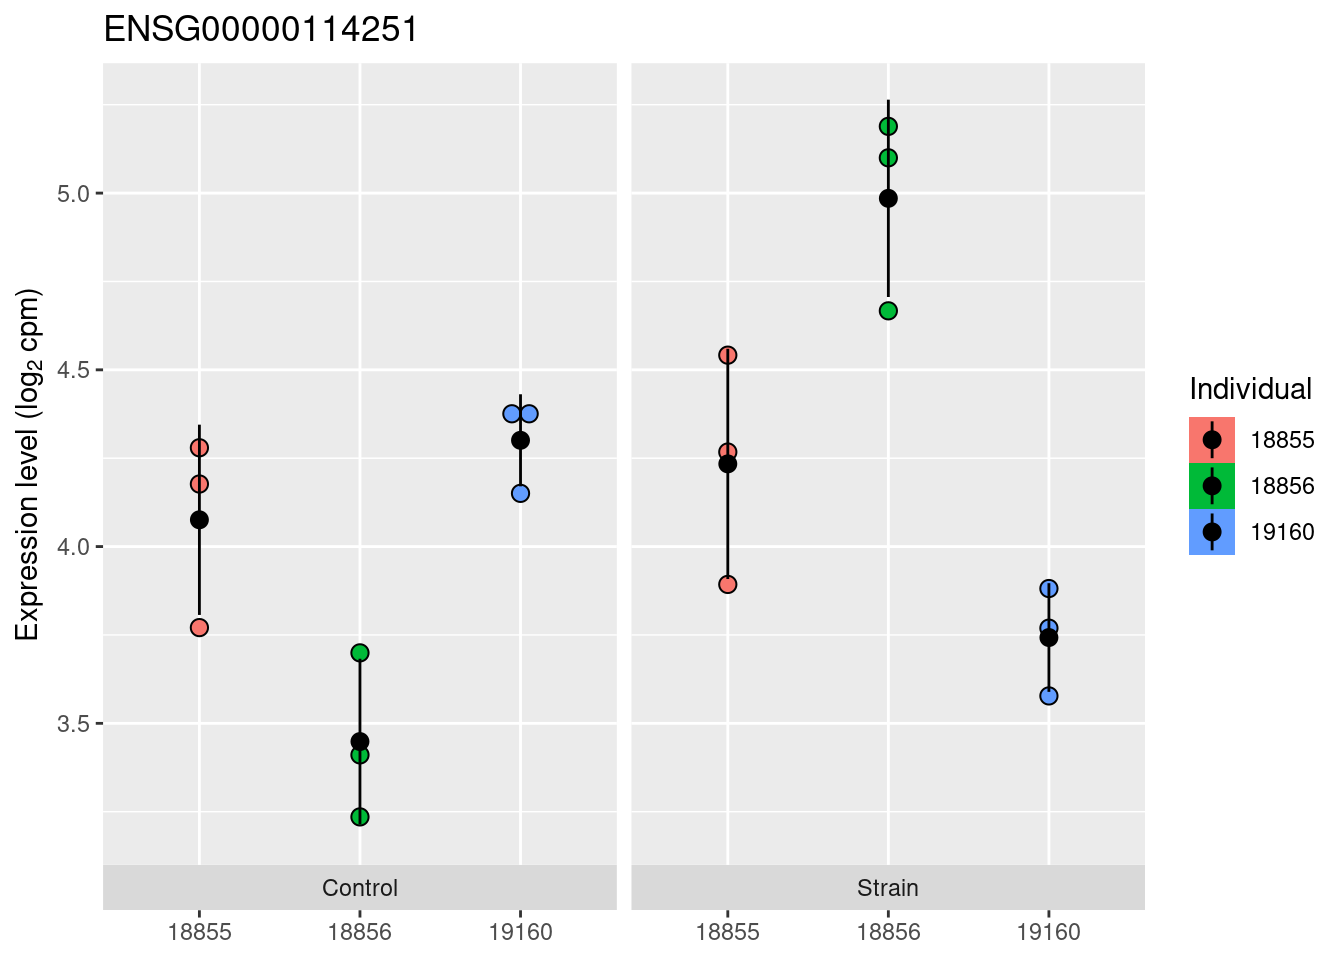 ENSG00000114251
Expression level (log₂ cpm)
5.0
4.5
4.0
3.5
Control
Strain
18855
18856
19160
18855
18856
19160
Individual
18855
18856
19160